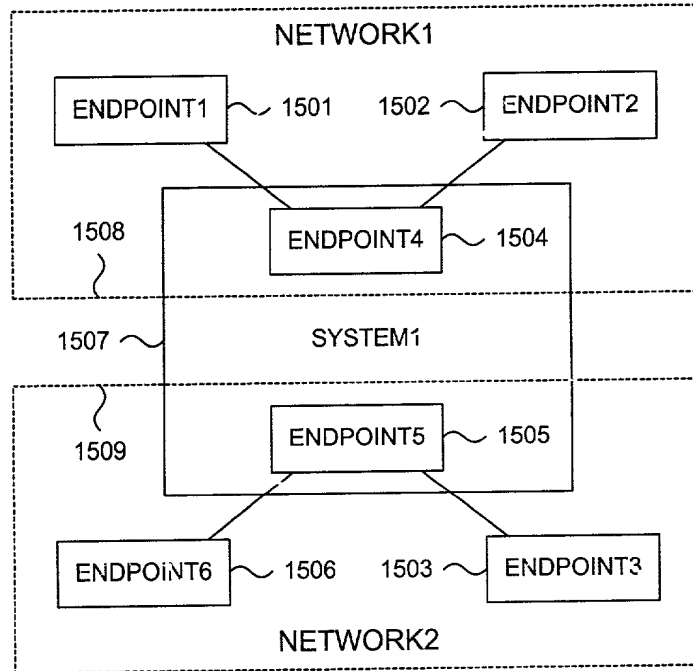 NETWORK1
ENDPOINT1 1501 1502 ENDPOINT2
1508 ENDPOINT4 1504
1507 SYSTEM1
1509 ENDPOINT5 1505
ENDPOINT6 1506 1503 ENDPOINT3
NETWORK2